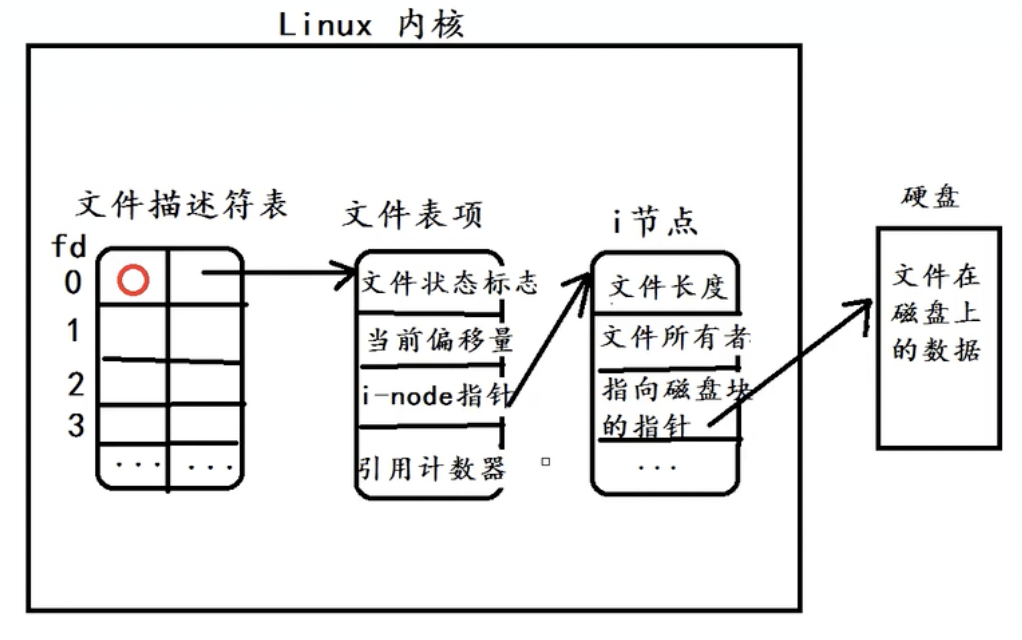 Linux 内核
文件描述符表
fd
0
1
2
3
... ...
文件表项
文件状态标志
当前偏移量
i-node指针
引用计数器
i节点
文件长度
文件所有者
指向磁盘块
的指针
...
硬盘
文件在
磁盘上
的数据